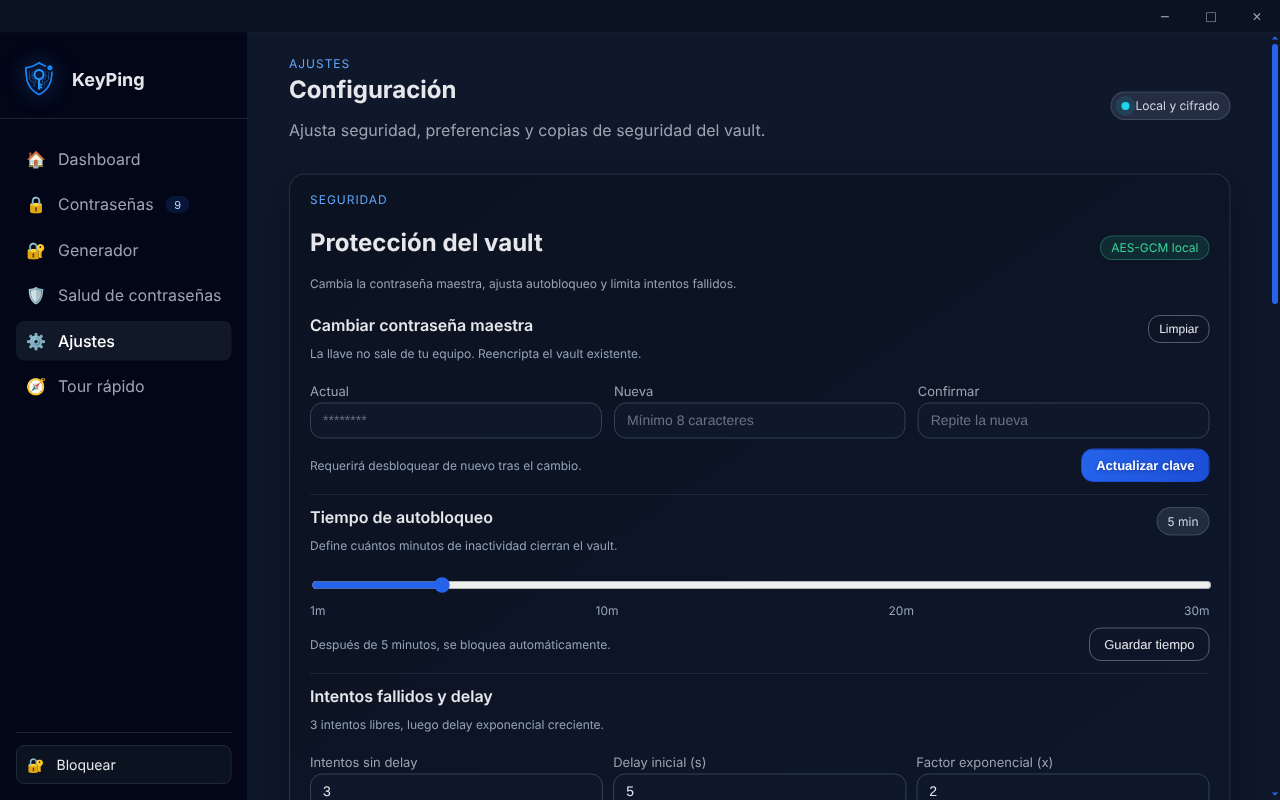 KeyPing
Dashboard
Contraseñas 9
Generador
Salud de contraseñas
Ajustes
Tour rápido
Bloquear
AJUSTES
Configuración
Ajusta seguridad, preferencias y copias de seguridad del vault.
Local y cifrado
SEGURIDAD
Protección del vault
AES-GCM local
Cambia la contraseña maestra, ajusta autobloqueo y limita intentos fallidos.
Cambiar contraseña maestra
Limpiar
La llave no sale de tu equipo. Reencripta el vault existente.
Actual Nueva Confirmar
******** Mínimo 8 caracteres Repite la nueva
Requerirá desbloquear de nuevo tras el cambio.
Actualizar clave
Tiempo de autobloqueo
5 min
Define cuántos minutos de inactividad cierran el vault.
1m 10m 20m 30m
Después de 5 minutos, se bloquea automáticamente.
Guardar tiempo
Intentos fallidos y delay
3 intentos libres, luego delay exponencial creciente.
Intentos sin delay Delay inicial (s) Factor exponencial (x)
3 5 2